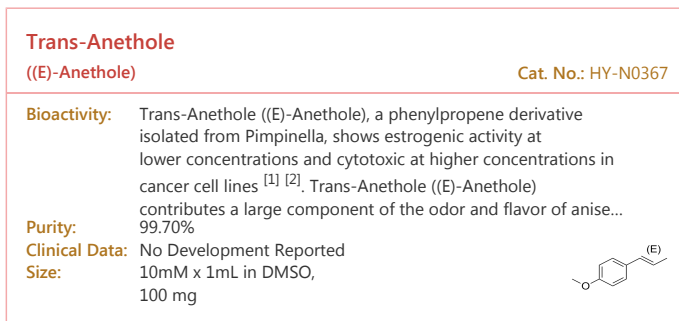 Trans-Anethole
((E)-Anethole)
Cat. No.: HY-N0367
Bioactivity: Trans-Anethole ((E)-Anethole), a phenylpropene derivative
isolated from Pimpinella, shows estrogenic activity at
lower concentrations and cytotoxic at higher concentrations in
cancer cell lines [1] [2]. Trans-Anethole ((E)-Anethole)
contributes a large component of the odor and flavor of anise...
Purity: 99.70%
Clinical Data: No Development Reported
Size: 10mM x 1mL in DMSO,
100 mg
(E)
O